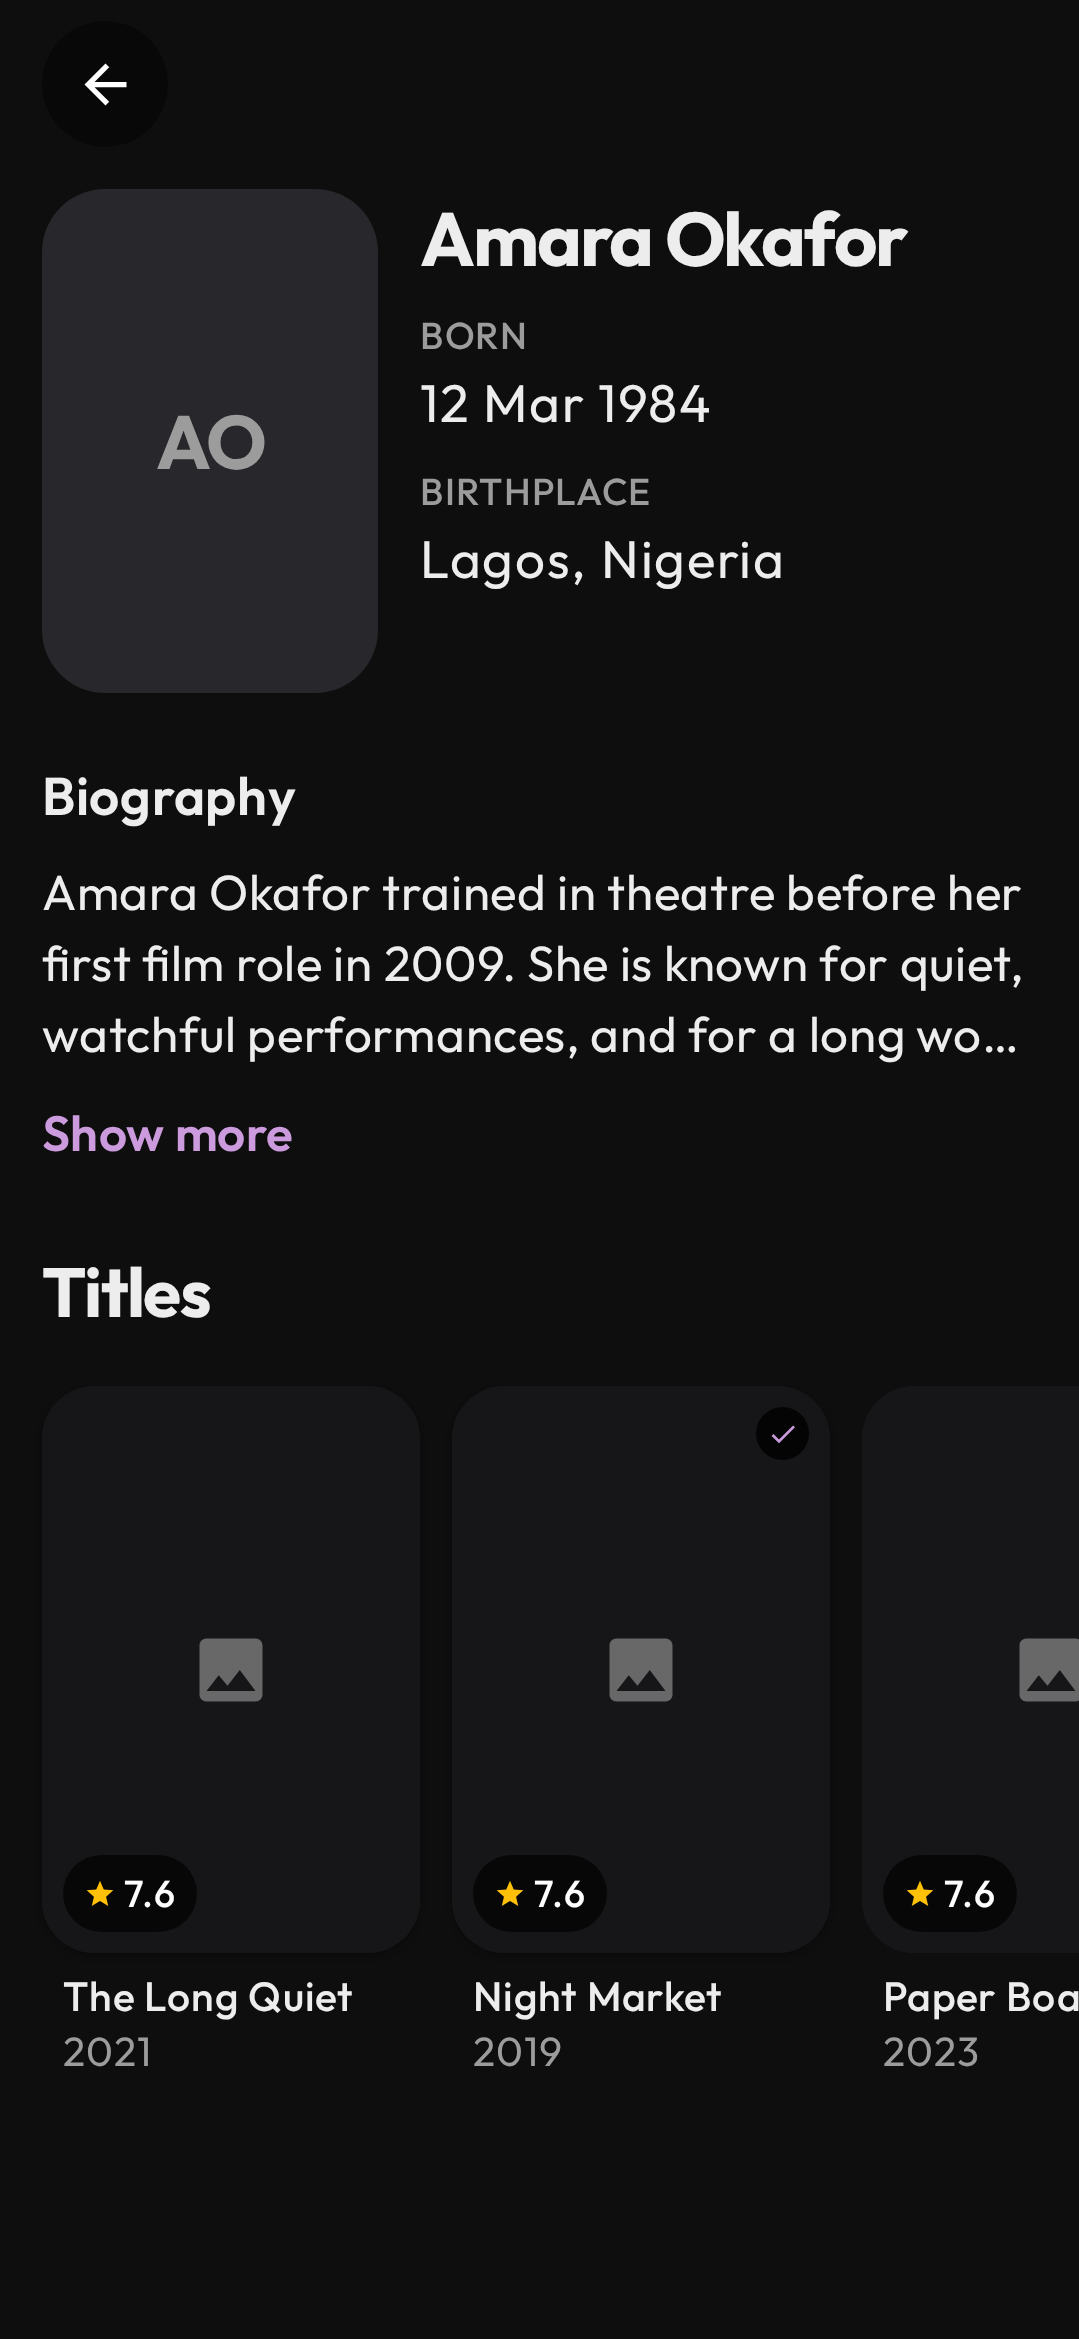 Amara Okafor
BORN
12 Mar 1984
BIRTHPLACE
Lagos, Nigeria
AO
Biography
Amara Okafor trained in theatre before her
first film role in 2009. She is known for quiet,
watchful performances, and for a long wo...
Show more
Titles
7.6
7.6
7.6
The Long Quiet
2021
Night Market
2019
Paper Boa
2023